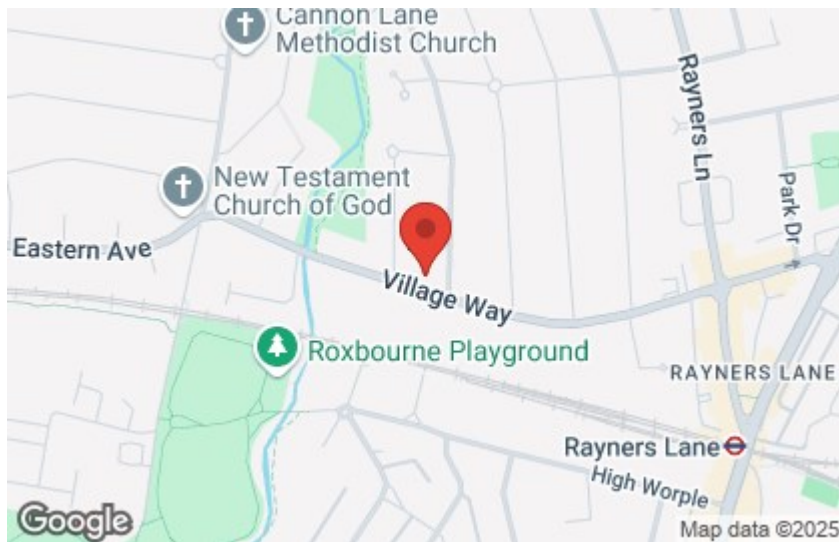 Cannon Lane
Methodist Church
Rayners Ln
New Testament
Church of God
Park Dr
Eastern Ave
Village Way
Roxbourne Playground
RAYNERS LANE
Rayners Lane
High Worple
Google
Map data ©2025